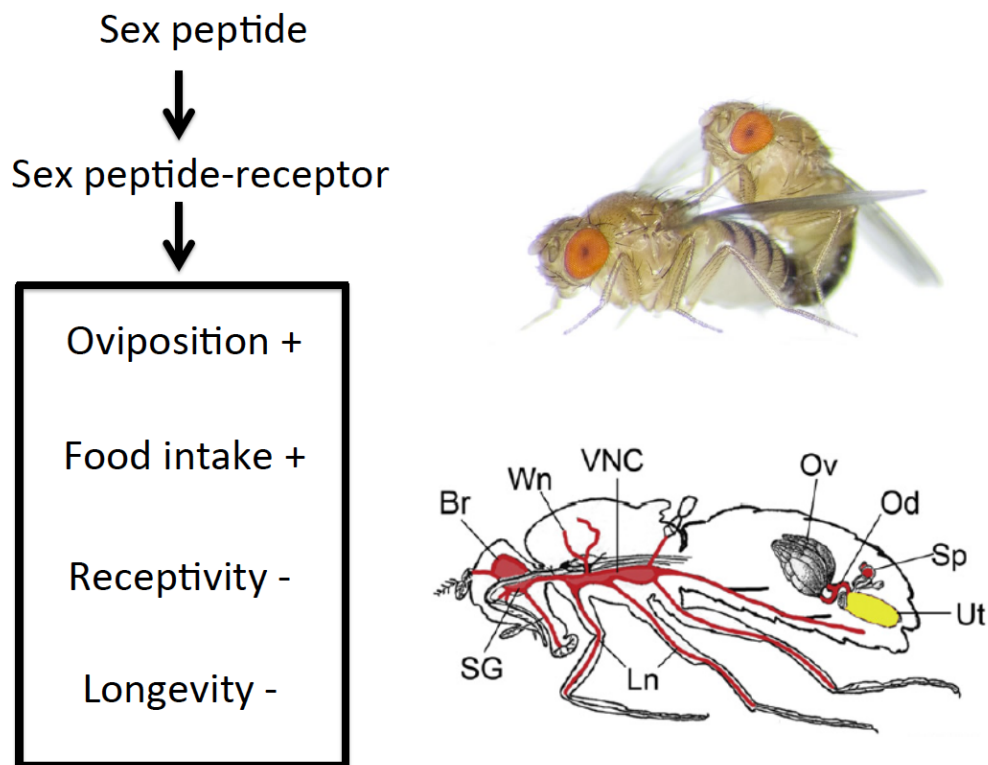 Sex peptide
Sex peptide-receptor
Oviposition +
Food intake +
Receptivity -
Longevity -
Br
Wn
VNC
Ov
Od
Sp
Ut
SG
Ln